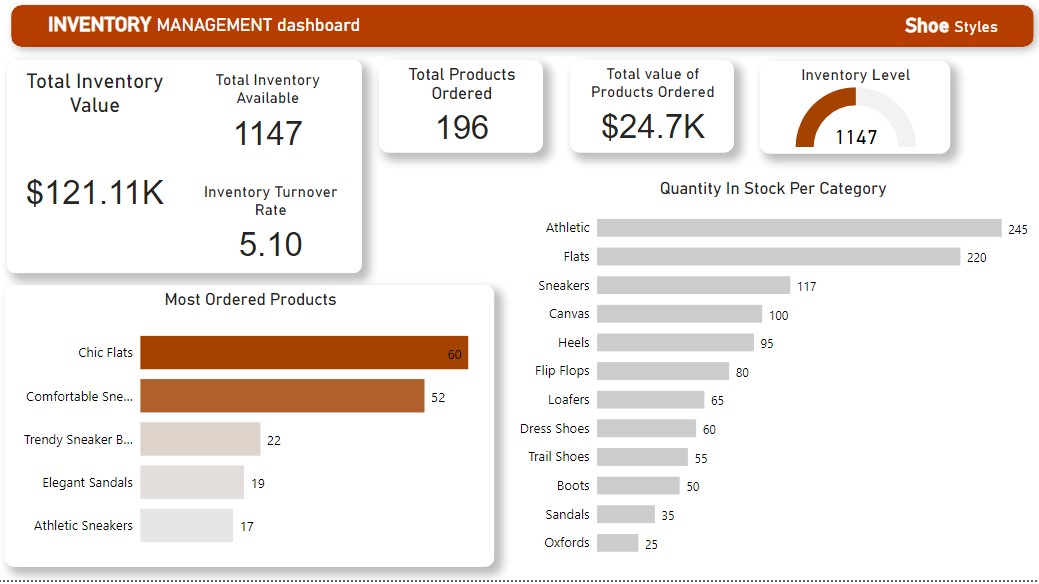 INVENTORY MANAGEMENT dashboard
Shoe Styles
Total Inventory
Value
$121.11K
Total Inventory
Available
1147
Inventory Turnover
Rate
5.10
Total Products
Ordered
196
Total value of
Products Ordered
$24.7K
Inventory Level
1147
Most Ordered Products
Chic Flats 60
Comfortable Sne... 52
Trendy Sneaker B... 22
Elegant Sandals 19
Athletic Sneakers 17
Quantity In Stock Per Category
Athletic 245
Flats 220
Sneakers 117
Canvas 100
Heels 95
Flip Flops 80
Loafers 65
Dress Shoes 60
Trail Shoes 55
Boots 50
Sandals 35
Oxfords 25